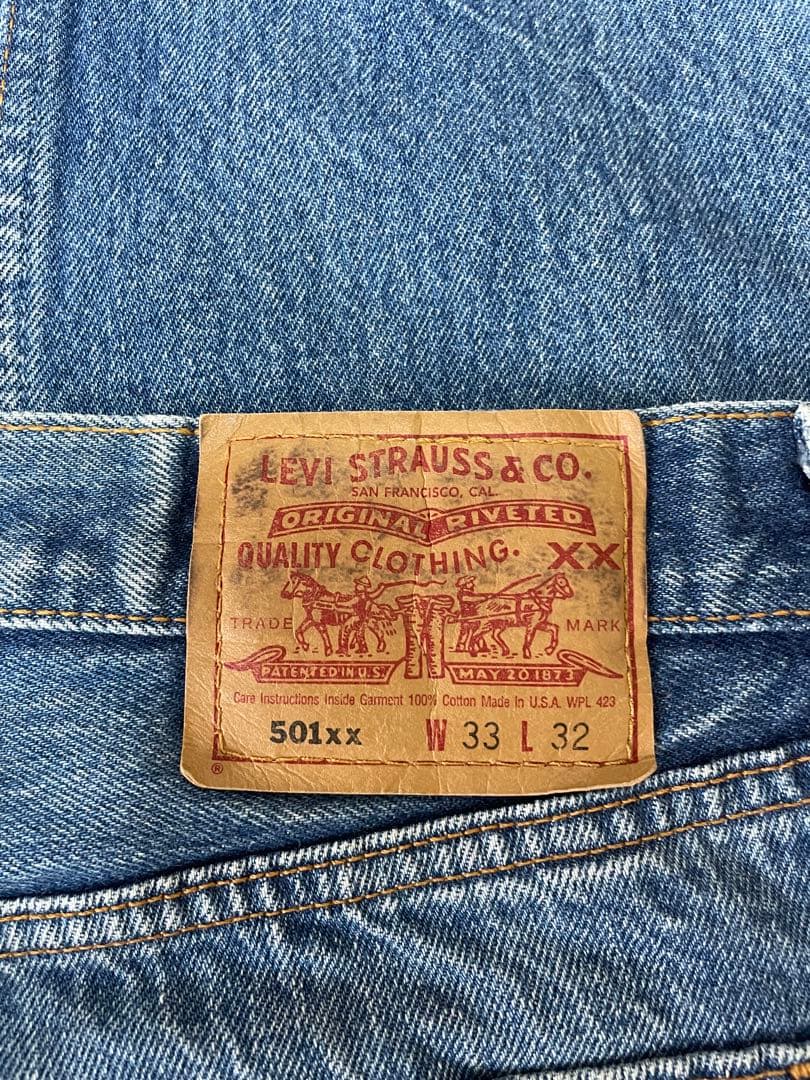 LEVI STRAUSS & CO.
SAN FRANCISCO, CAL.
ORIGINAL RIVETED
QUALITY CLOTHING. XX
TRADE MARK
PATENTED IN U.S. MAY 20 1873
Care Instructions Inside Garment 100% Cotton Made in U.S.A. WPL 423
501xx W 33 L 32
®